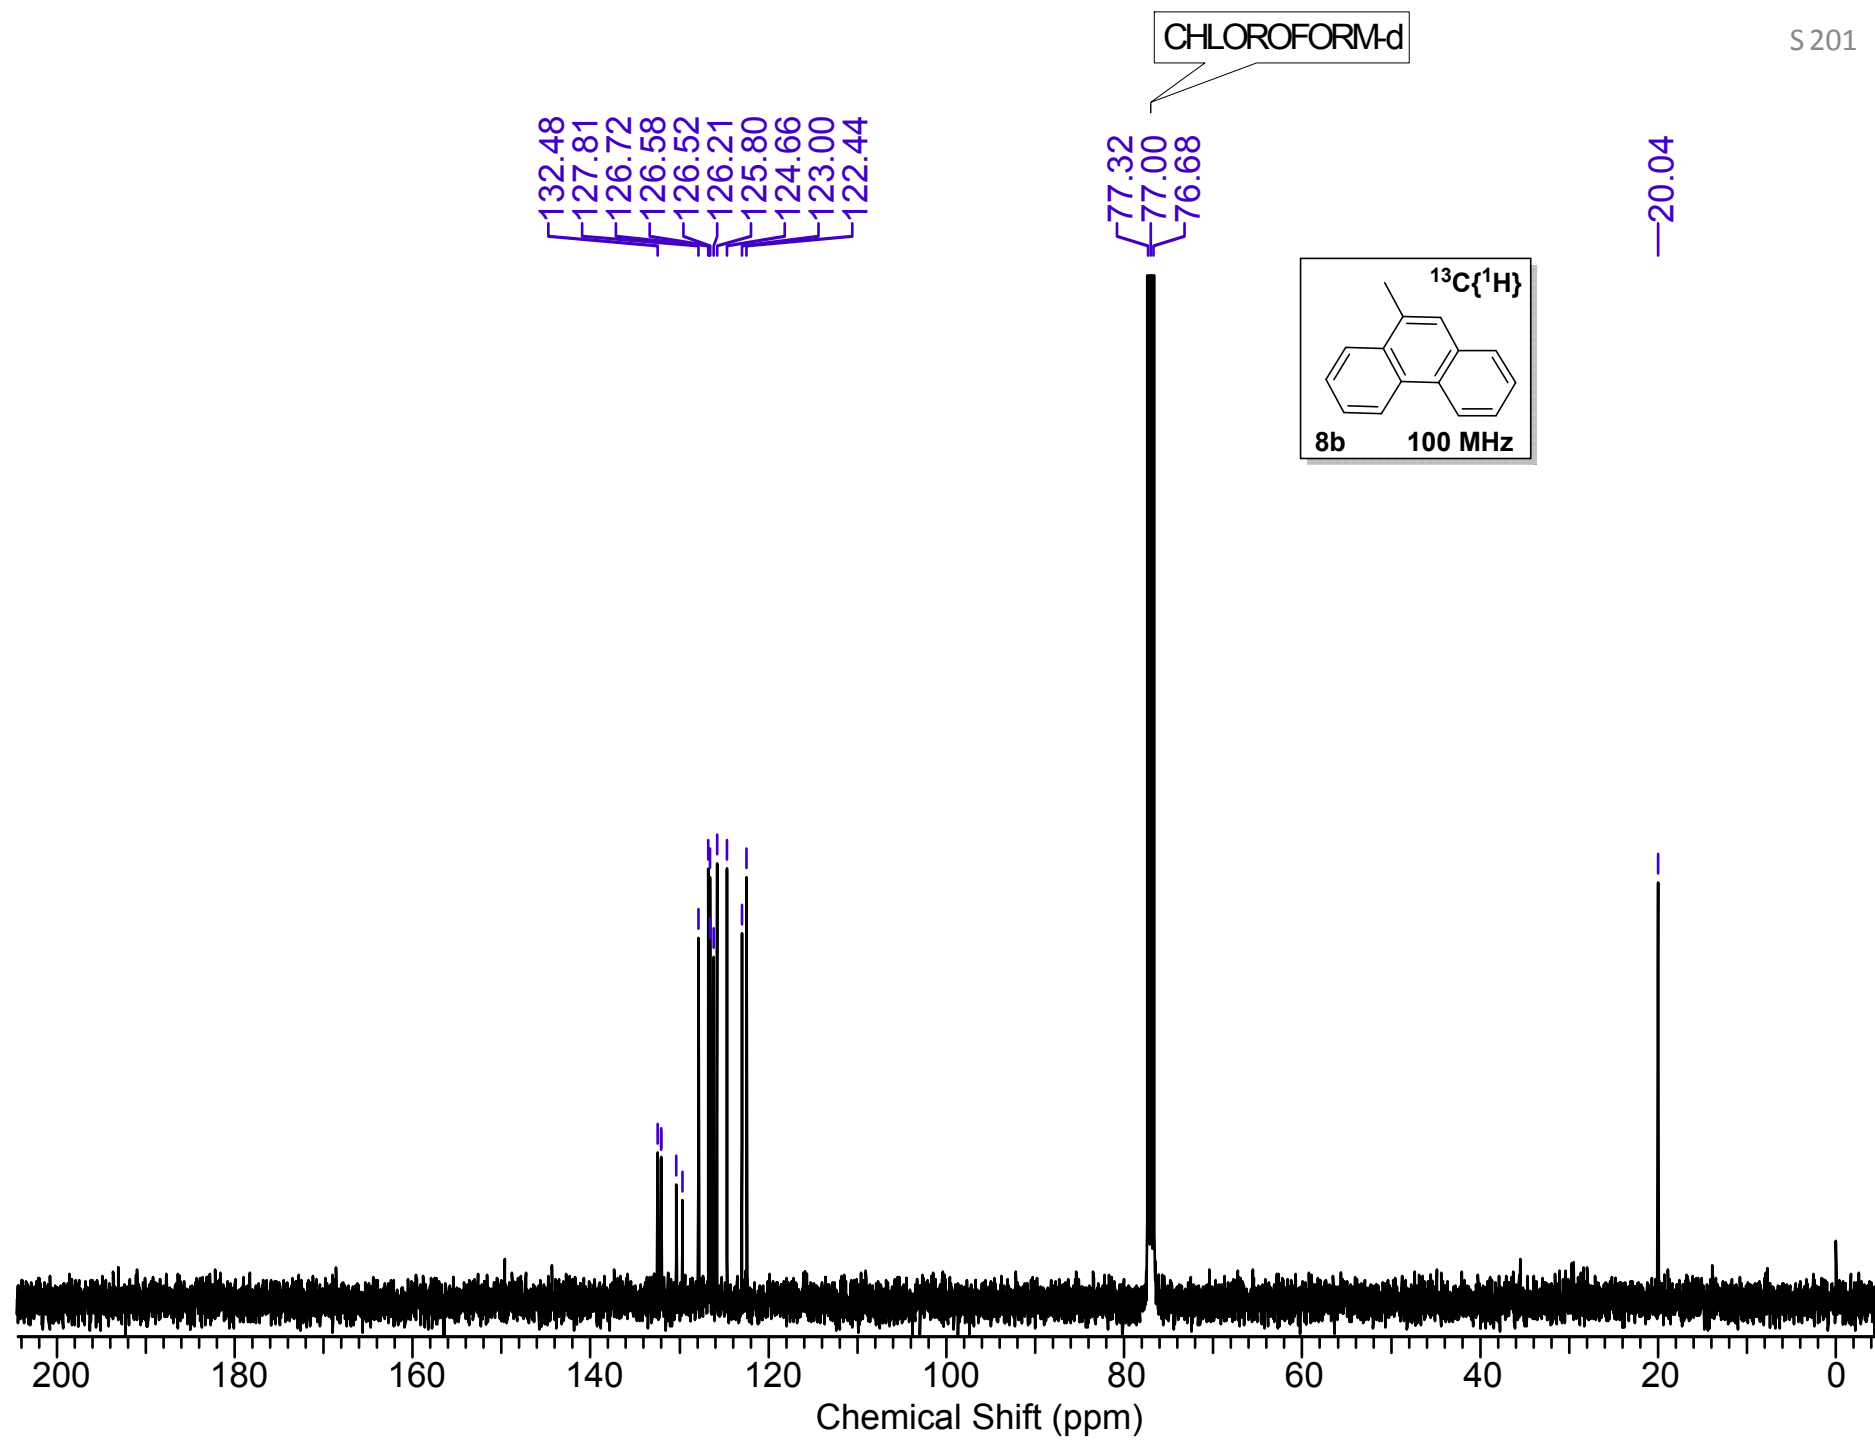 CHLOROFORM-d
S 201
132.48
127.81
126.72
126.58
126.52
126.21
125.80
124.66
123.00
122.44
77.32
77.00
76.68
20.04
¹³C{¹H}
8b 100 MHz
200 180 160 140 120 100 80 60 40 20 0
Chemical Shift (ppm)